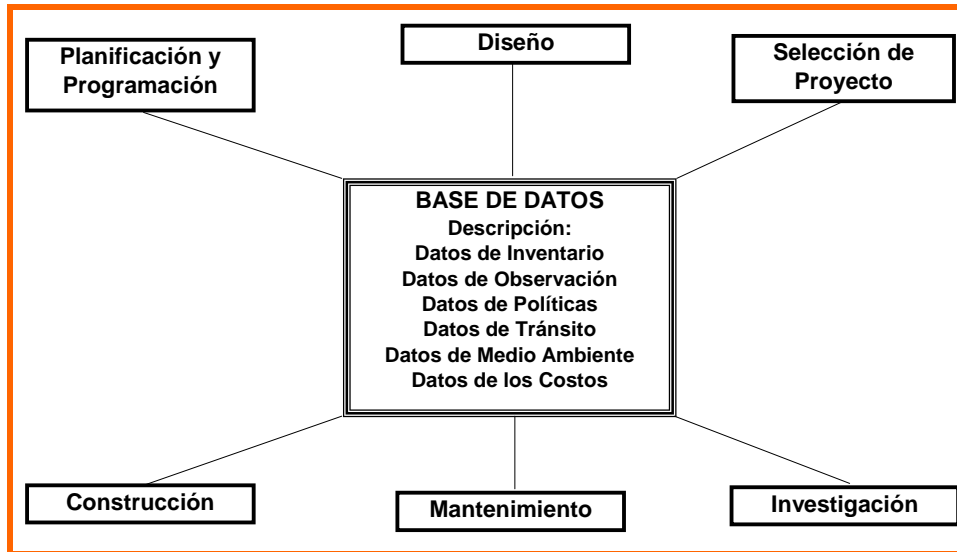 Planificación y
Programación
Diseño
Selección de
Proyecto
BASE DE DATOS
Descripción:
Datos de Inventario
Datos de Observación
Datos de Políticas
Datos de Tránsito
Datos de Medio Ambiente
Datos de los Costos
Construcción
Mantenimiento
Investigación